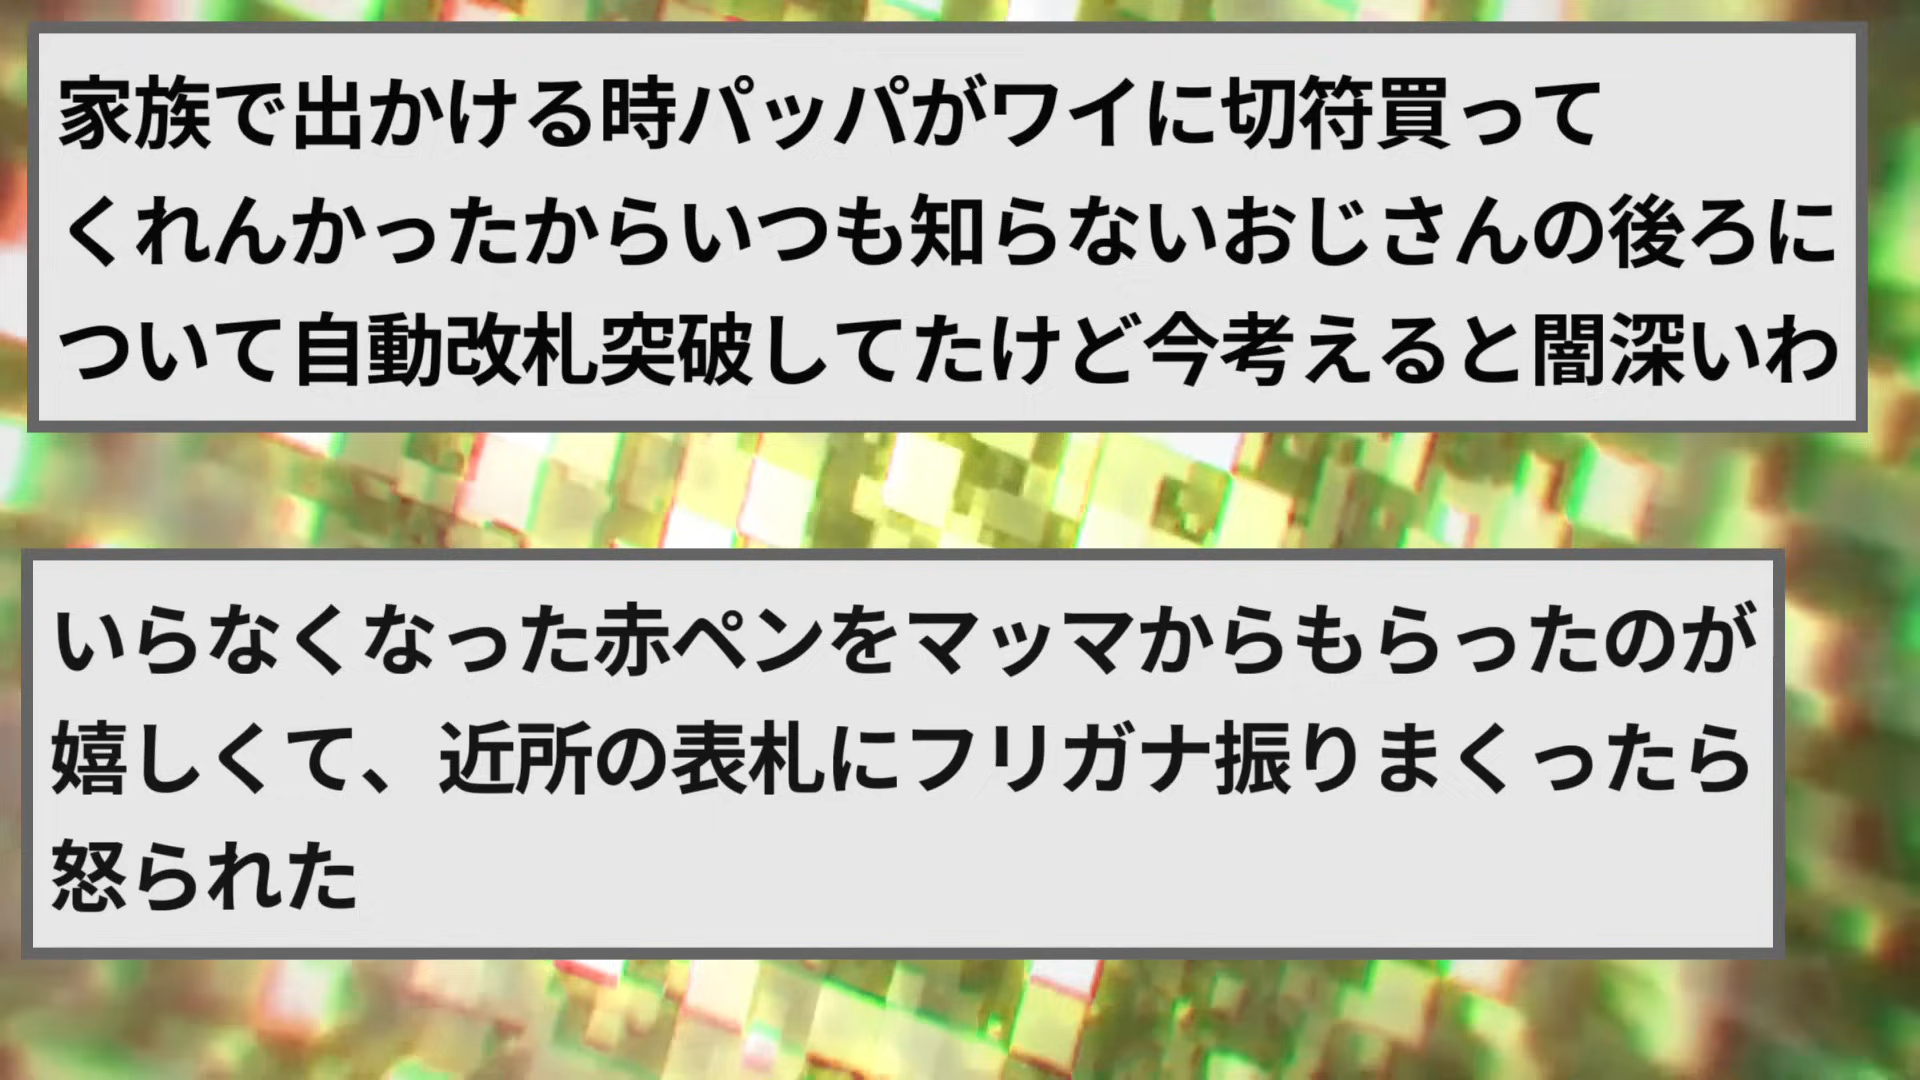 家族で出かける時パッパがワイに切符買って
くれんかったからいつも知らないおじさんの後ろに
ついて自動改札突破してたけど今考えると闇深いわ
いらなくなった赤ペンをマッマからもらったのが
嬉しくて、近所の表札にフリガナ振りまくったら
怒られた